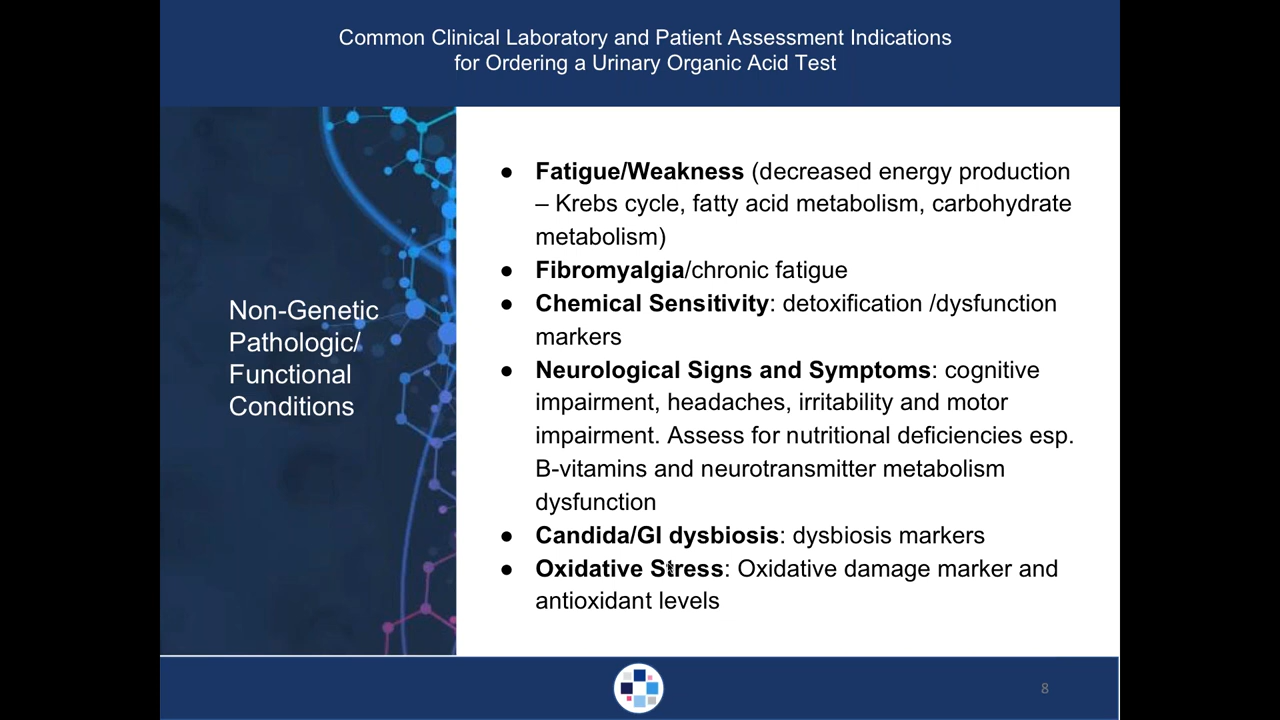 Common Clinical Laboratory and Patient Assessment Indications
for Ordering a Urinary Organic Acid Test
Non-Genetic
Pathologic/
Functional
Conditions
● Fatigue/Weakness (decreased energy production
– Krebs cycle, fatty acid metabolism, carbohydrate
metabolism)
● Fibromyalgia/chronic fatigue
● Chemical Sensitivity: detoxification /dysfunction
markers
● Neurological Signs and Symptoms: cognitive
impairment, headaches, irritability and motor
impairment. Assess for nutritional deficiencies esp.
B-vitamins and neurotransmitter metabolism
dysfunction
● Candida/GI dysbiosis: dysbiosis markers
● Oxidative Stress: Oxidative damage marker and
antioxidant levels
8